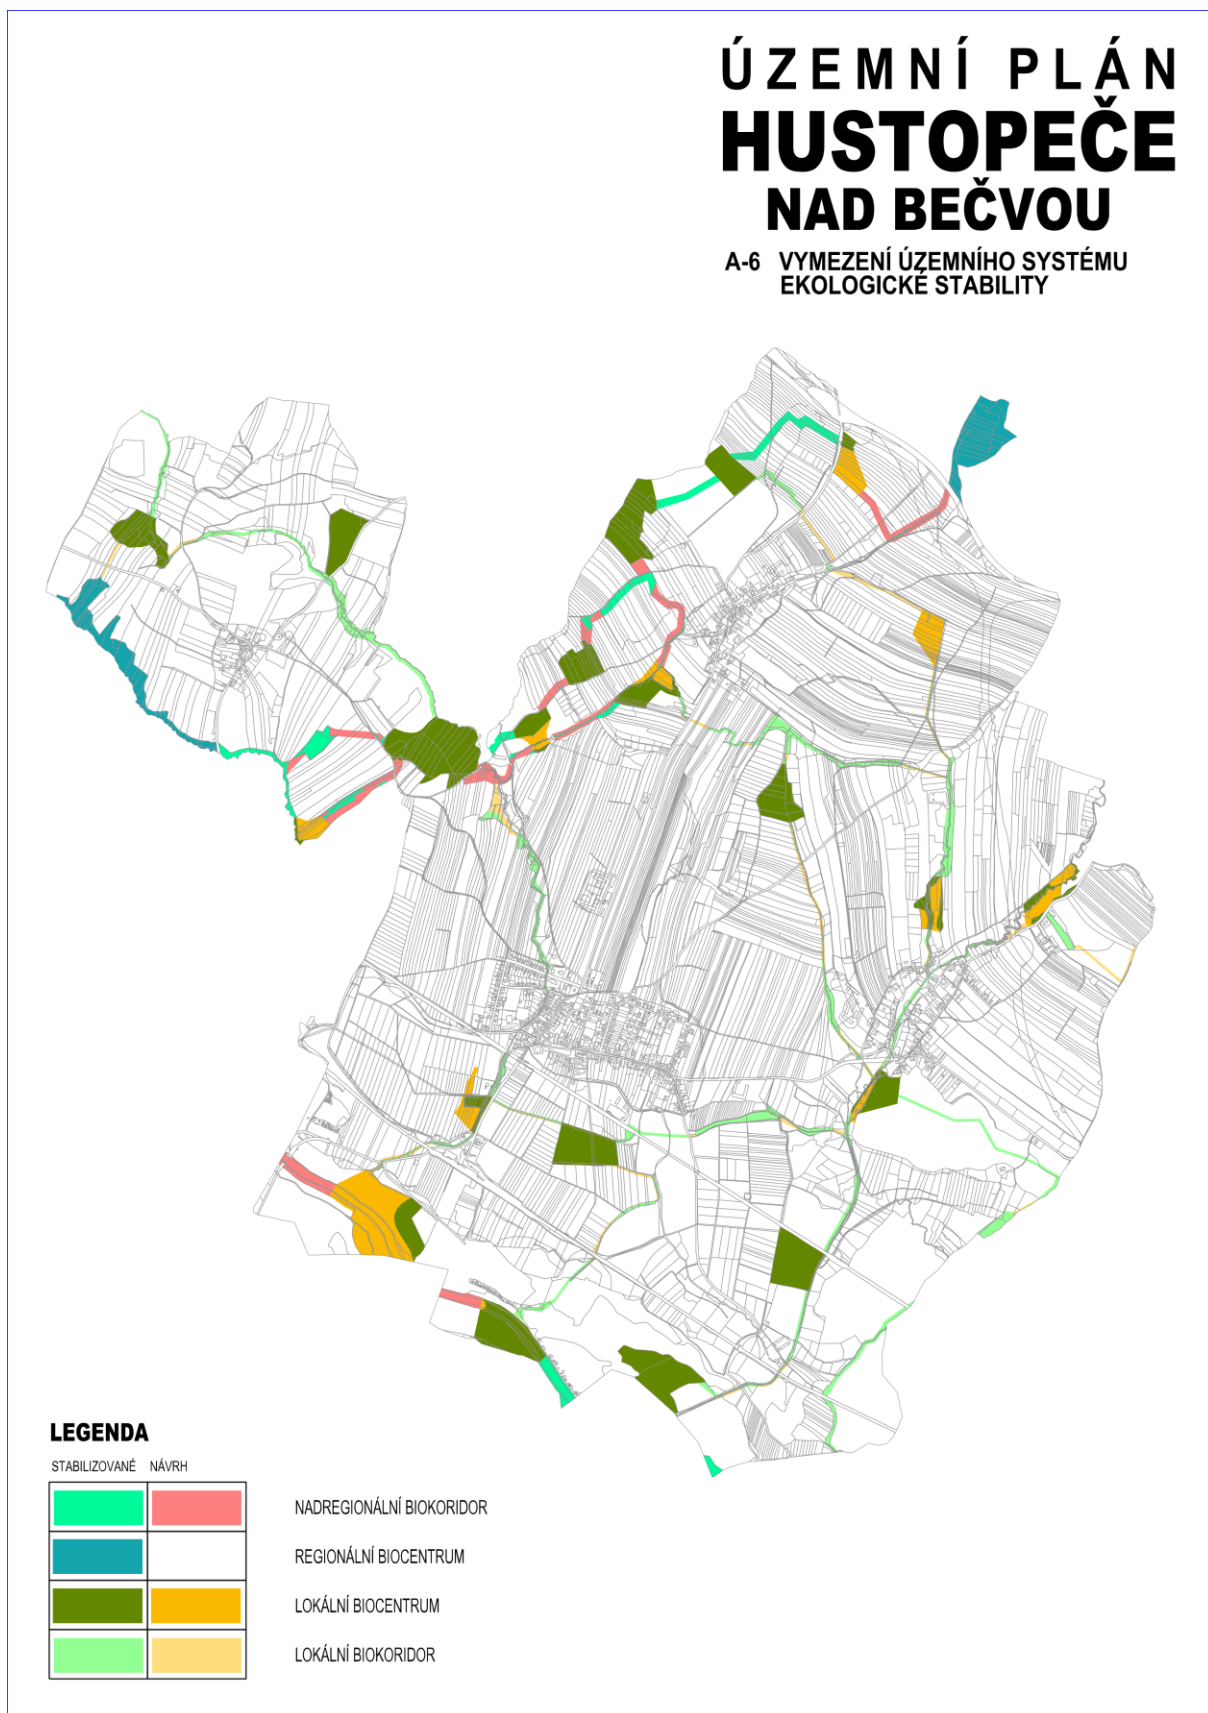 ÚZEMNÍ PLÁN
HUSTOPEČE
NAD BEČVOU
A-6 VYMEZENÍ ÚZEMNÍHO SYSTÉMU
EKOLOGICKÉ STABILITY
LEGENDA
STABILIZOVANÉ NÁVRH
NADREGIONÁLNÍ BIOKORIDOR
REGIONÁLNÍ BIOCENTRUM
LOKÁLNÍ BIOCENTRUM
LOKÁLNÍ BIOKORIDOR